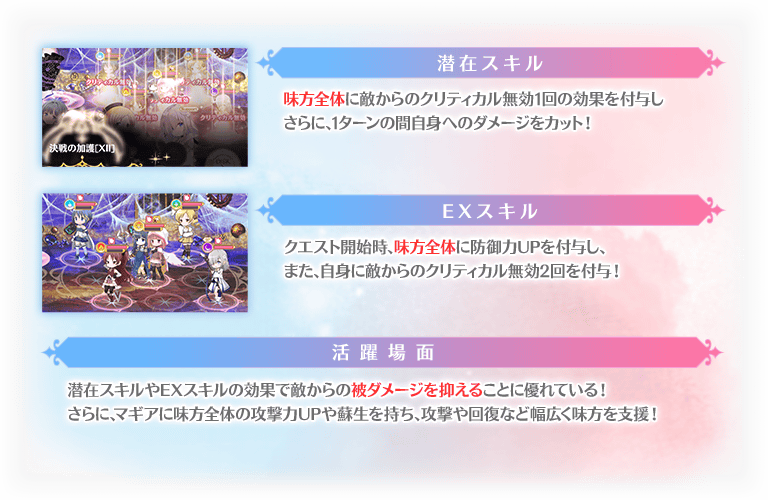 潜在スキル
クリティカル無効
決戦の加護[XII]
味方全体に敵からのクリティカル無効1回の効果を付与し
さらに、1ターンの間自身へのダメージをカット!
EXスキル
クエスト開始時、味方全体に防御力UPを付与し、
また、自身に敵からのクリティカル無効2回を付与!
活躍場面
潜在スキルやEXスキルの効果で敵からの被ダメージを抑えることに優れている!
さらに、マギアに味方全体の攻撃力UPや蘇生を持ち、攻撃や回復など幅広く味方を支援!